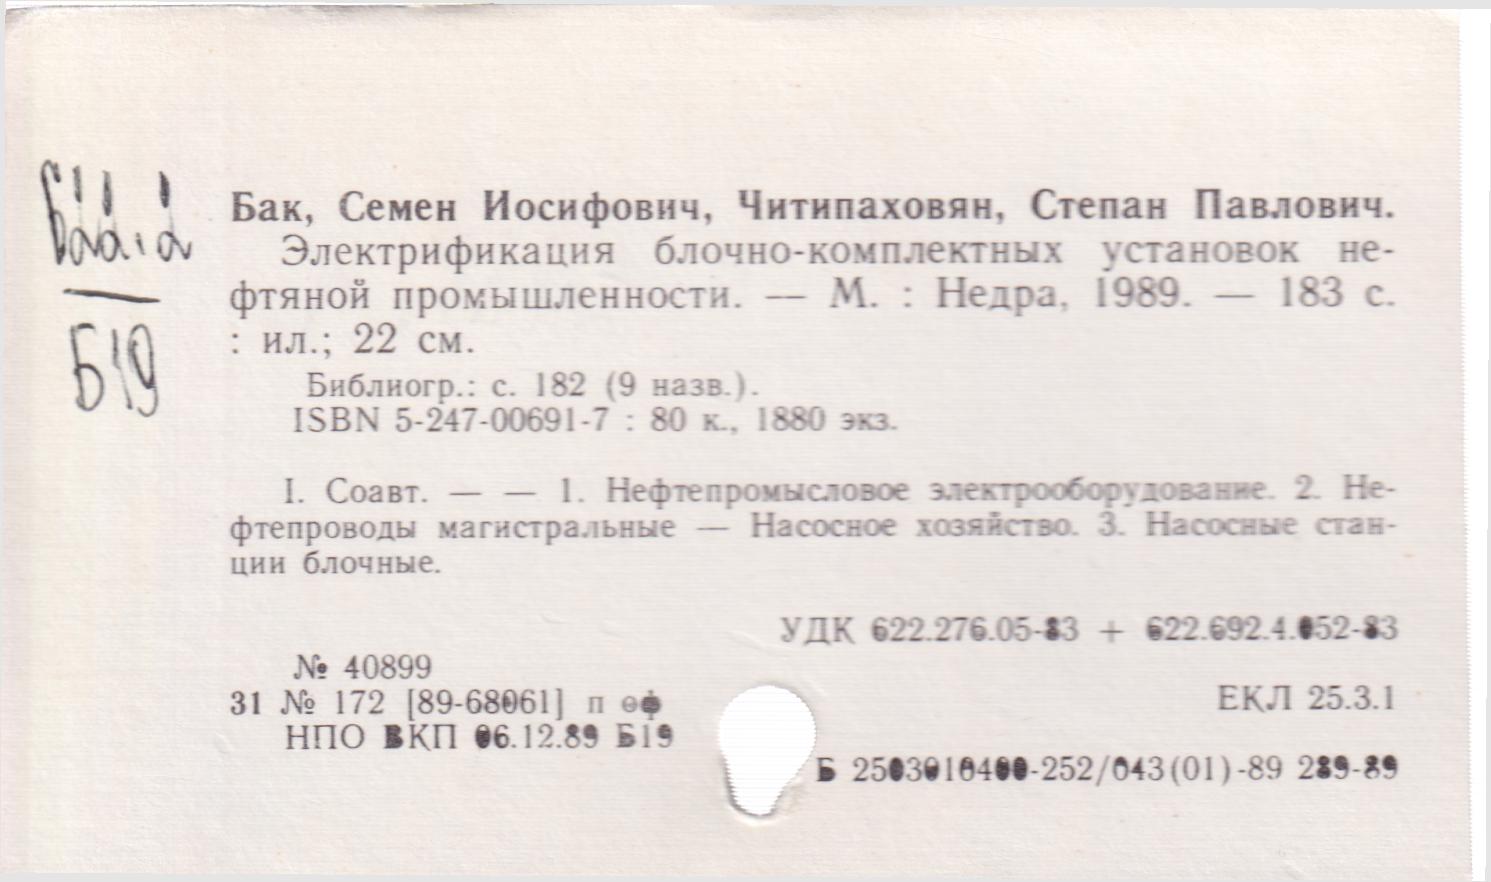 Бак, Семен Иосифович, Читипаховян, Степан Павлович.
Электрификация блочно-комплектных установок не-
фтяной промышленности. — М. : Недра, 1989. — 183 с.
: ил.; 22 см.
Библиогр.: с. 182 (9 назв.).
ISBN 5-247-00691-7 : 80 к., 1880 экз.
I. Соавт. — — 1. Нефтепромысловое электрооборудование. 2. Не-
фтепроводы магистральные — Насосное хозяйство. 3. Насосные стан-
ции блочные.
УДК 622.276.05-83 + 622.692.4.052-83
№ 40899
31 № 172 [89-68061] п оф
ЕКЛ 25.3.1
НПО ВКП 06.12.89 Б19
Б 2503010400-252/043(01)-89 289-89
Б19